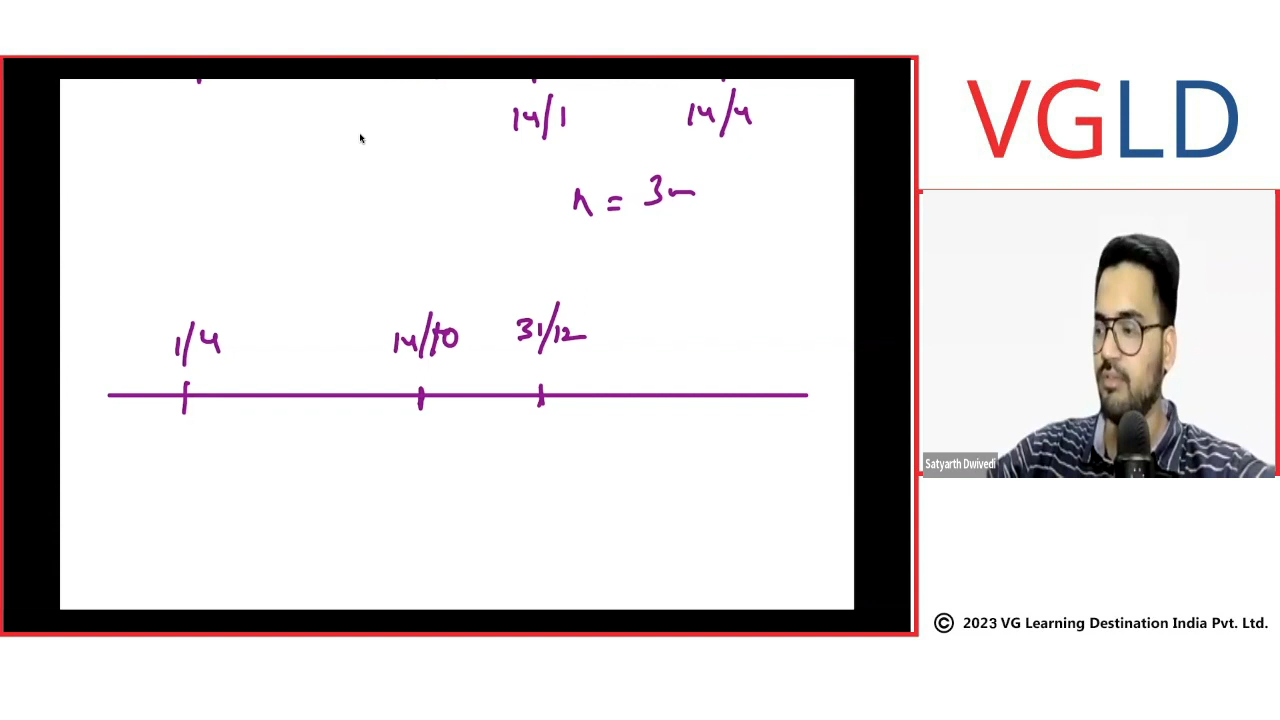 14/1 14/4
n = 3m
1/4 14/10 31/12
VGLD
Satyarth Dwivedi
© 2023 VG Learning Destination India Pvt. Ltd.